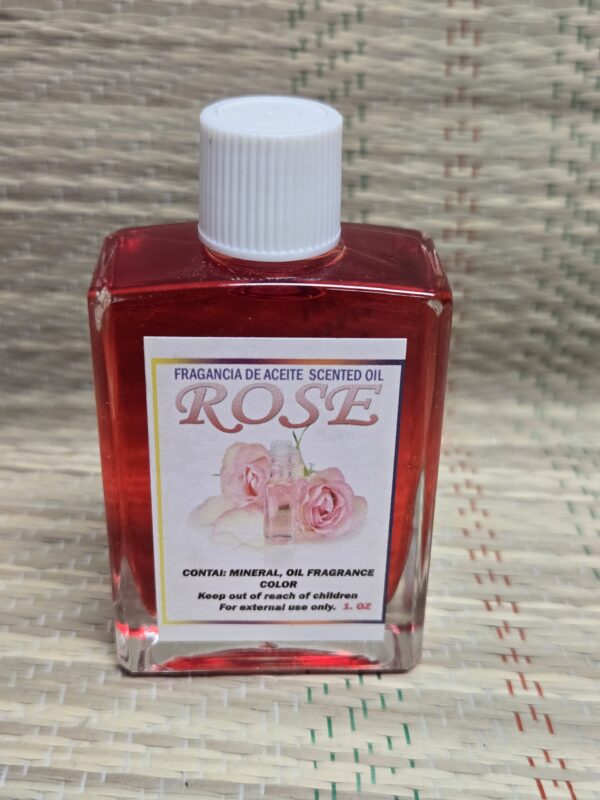 FRAGANCIA DE ACEITE SCENTED OIL
ROSE
CONTAI: MINERAL, OIL FRAGRANCE
COLOR
Keep out of reach of children
For external use only. 1. OZ